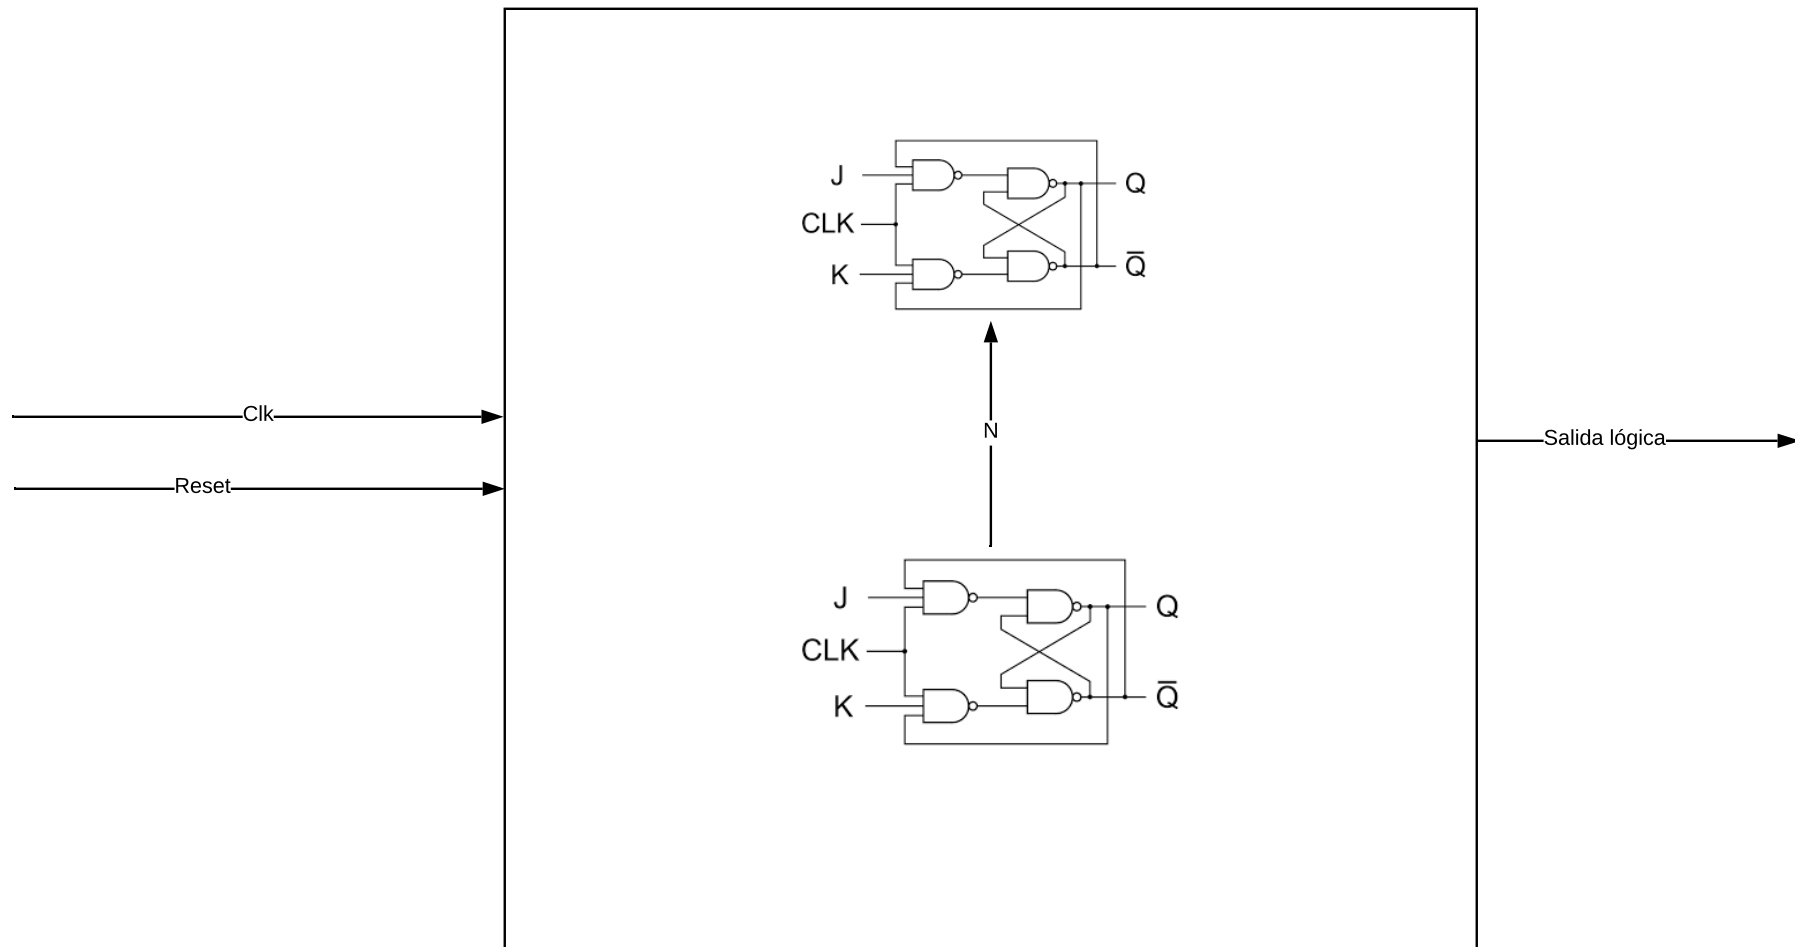 J
Q
CLK
K
Q̅
Clk
N
Salida lógica
Reset
J
Q
CLK
K
Q̅